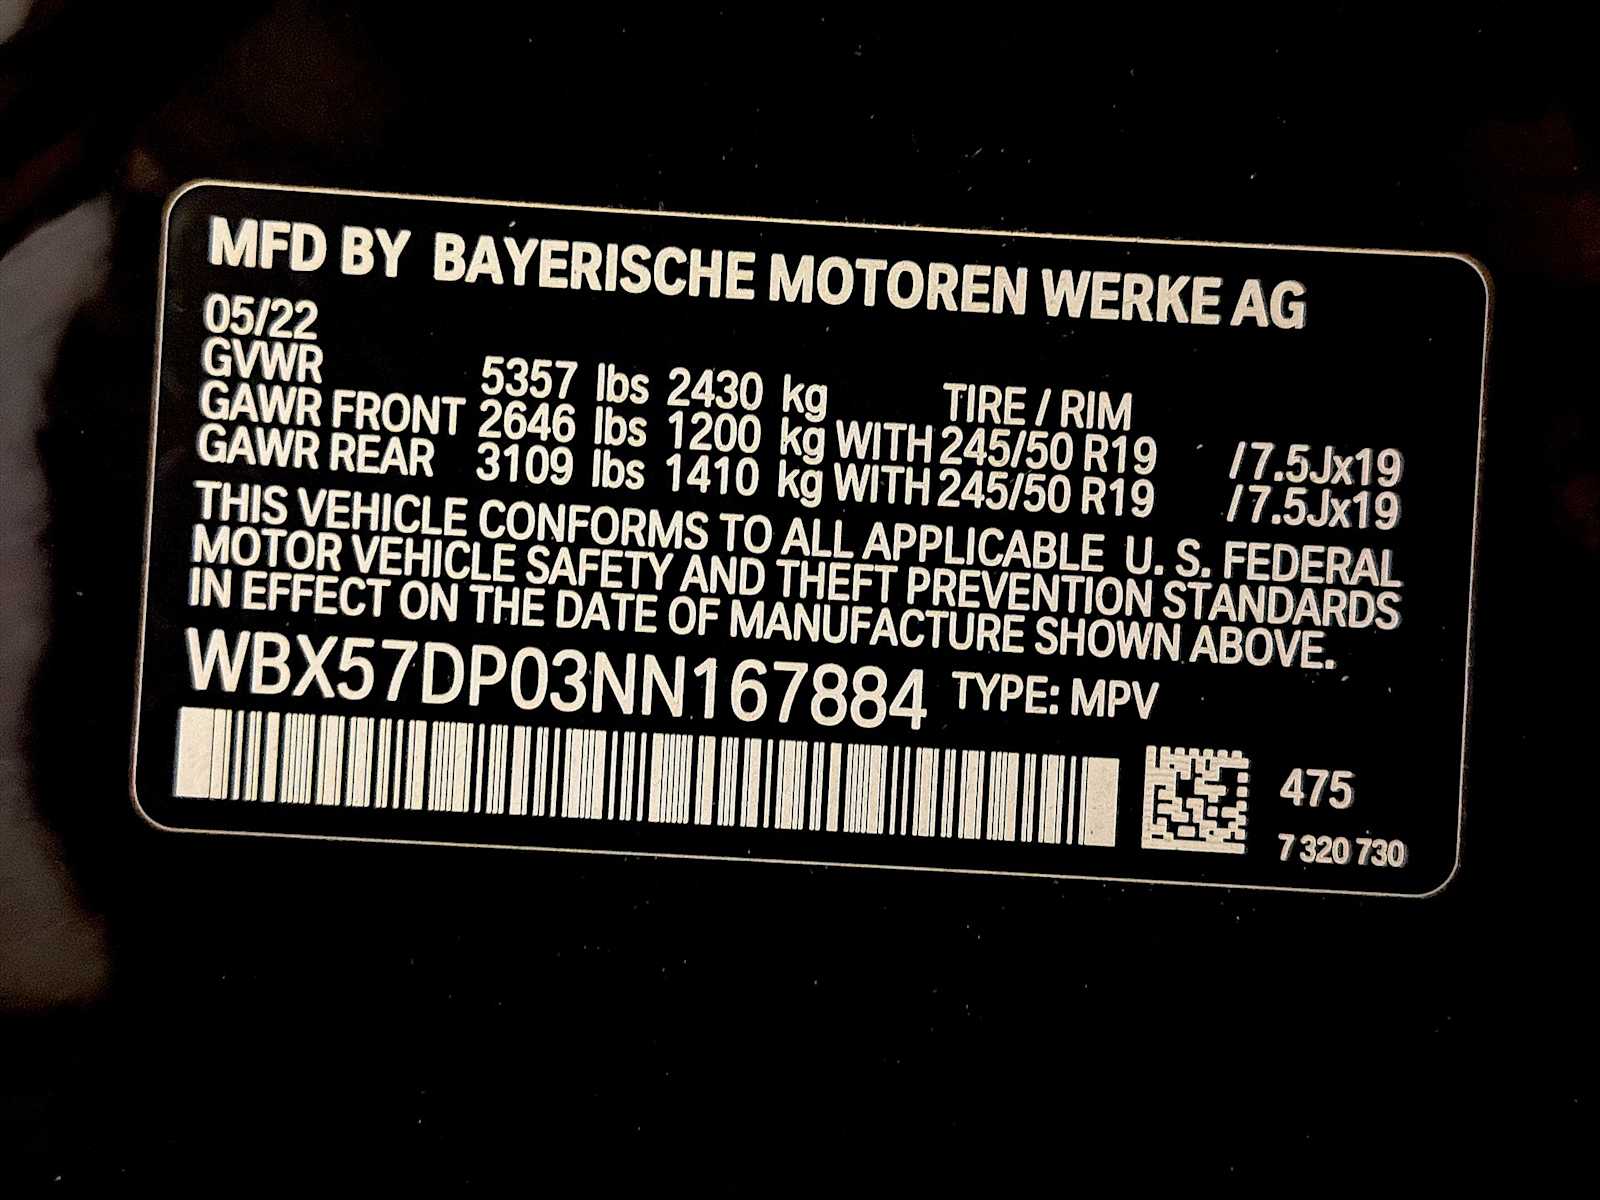 MFD BY BAYERISCHE MOTOREN WERKE AG
05/22
GVWR 5357 lbs 2430 kg TIRE / RIM
GAWR FRONT 2646 lbs 1200 kg WITH 245/50 R19 /7.5Jx19
GAWR REAR 3109 lbs 1410 kg WITH 245/50 R19 /7.5Jx19
THIS VEHICLE CONFORMS TO ALL APPLICABLE U. S. FEDERAL
MOTOR VEHICLE SAFETY AND THEFT PREVENTION STANDARDS
IN EFFECT ON THE DATE OF MANUFACTURE SHOWN ABOVE.
WBX57DP03NN167884 TYPE: MPV
475
7 320 730